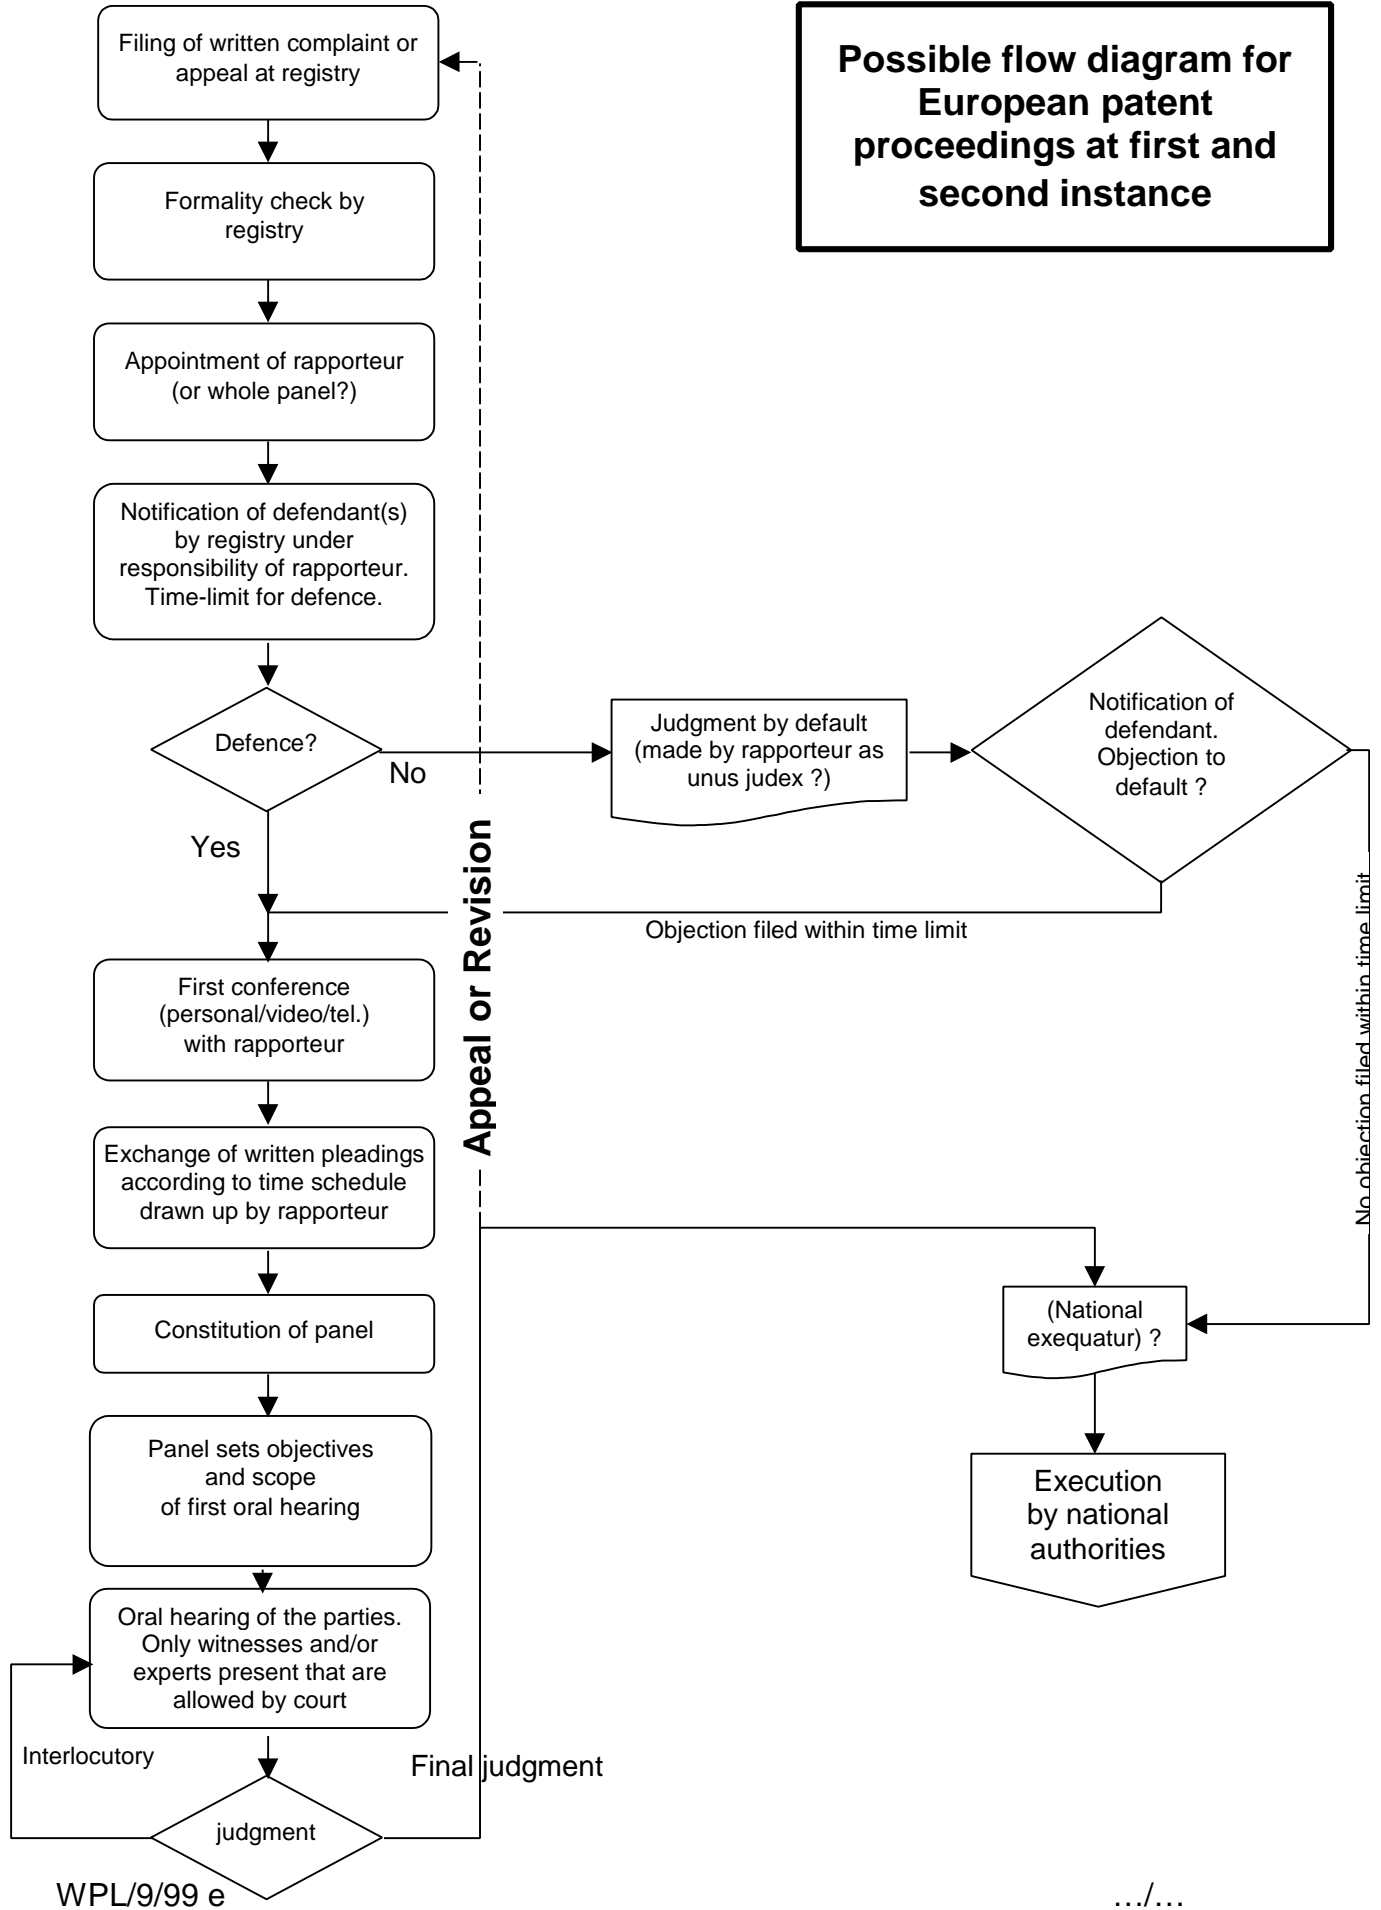 Possible flow diagram for
European patent
proceedings at first and
second instance
Filing of written complaint or
appeal at registry
Formality check by
registry
Appointment of rapporteur
(or whole panel?)
Notification of defendant(s)
by registry under
responsibility of rapporteur.
Time-limit for defence.
Defence?
No
Yes
Judgment by default
(made by rapporteur as
unus judex ?)
Notification of
defendant.
Objection to
default ?
Objection filed within time limit
No objection filed within time limit
Appeal or Revision
First conference
(personal/video/tel.)
with rapporteur
Exchange of written pleadings
according to time schedule
drawn up by rapporteur
Constitution of panel
Panel sets objectives
and scope
of first oral hearing
Oral hearing of the parties.
Only witnesses and/or
experts present that are
allowed by court
Interlocutory
Final judgment
judgment
(National
exequatur) ?
Execution
by national
authorities
WPL/9/99 e
…/…